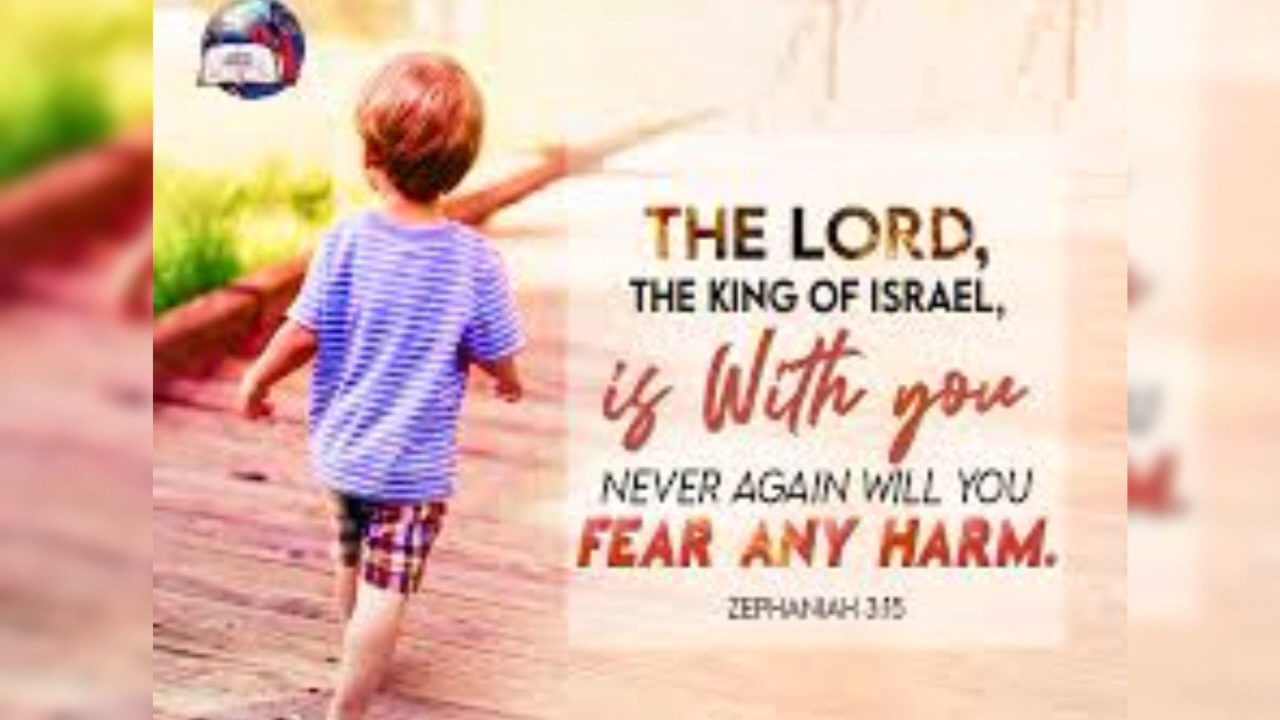 THE LORD,
THE KING OF ISRAEL,
is With you
NEVER AGAIN WILL YOU
FEAR ANY HARM.
ZEPHANIAH 3:15